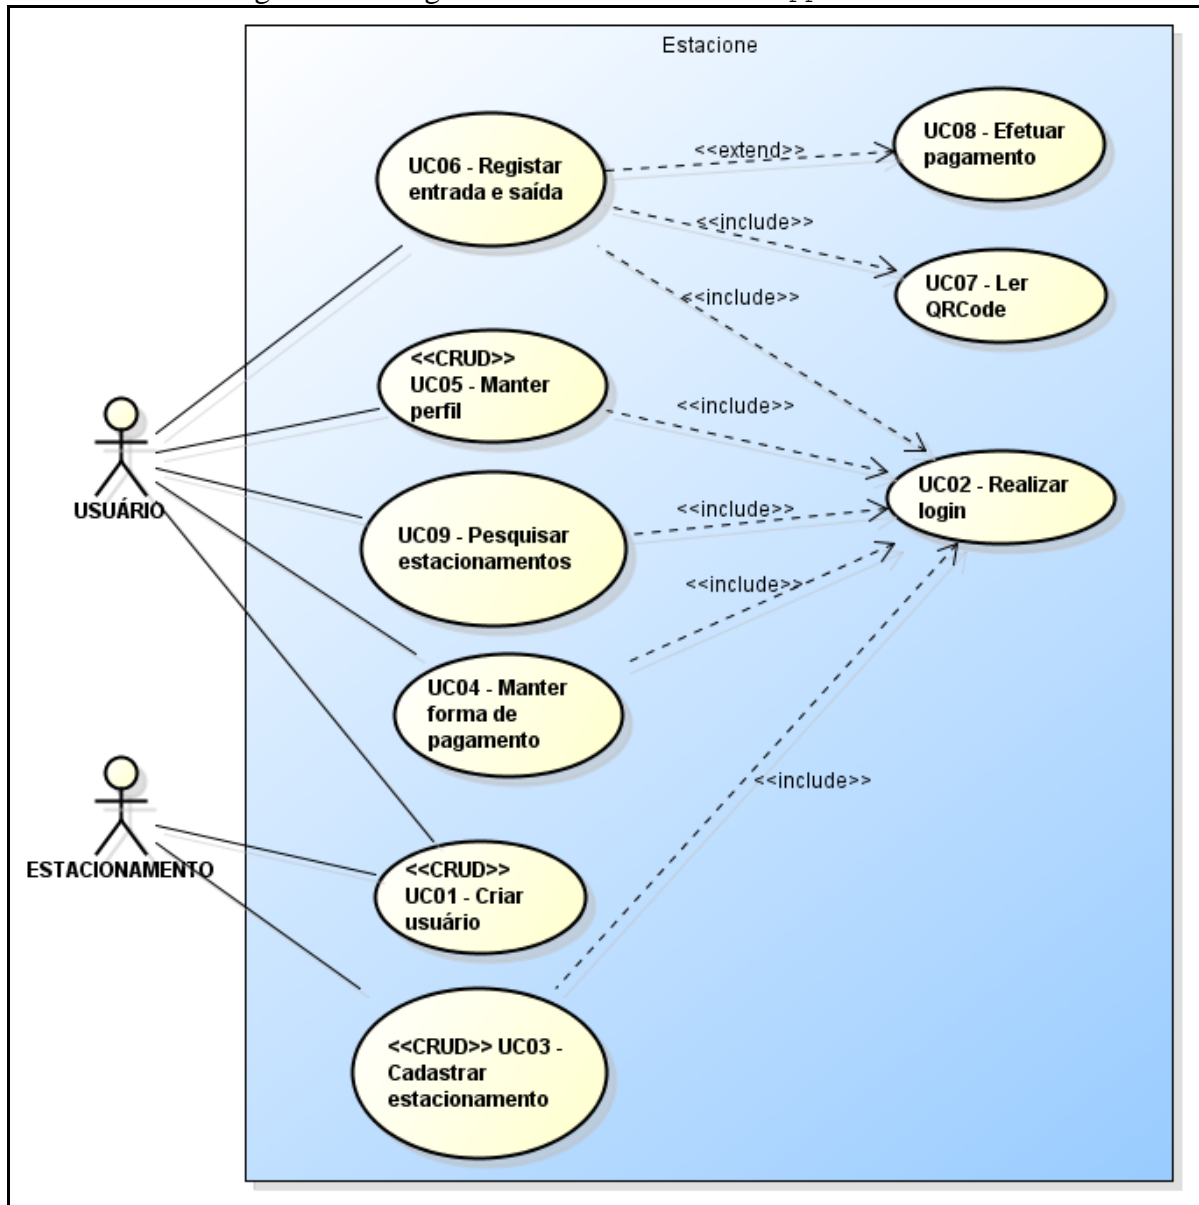 Estacione
UC06 - Registar
entrada e saída
<<extend>>
UC08 - Efetuar
pagamento
<<include>>
UC07 - Ler
QRCode
<<include>>
<<CRUD>>
UC05 - Manter
perfil
<<include>>
USUÁRIO
UC09 - Pesquisar
estacionamentos
<<include>>
UC02 - Realizar
login
<<include>>
UC04 - Manter
forma de
pagamento
<<include>>
ESTACIONAMENTO
<<CRUD>>
UC01 - Criar
usuário
<<CRUD>> UC03 -
Cadastrar
estacionamento